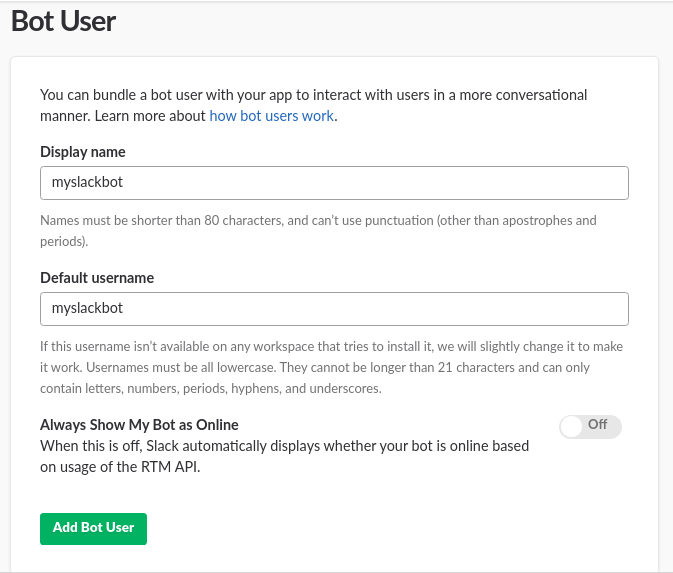 Bot User
You can bundle a bot user with your app to interact with users in a more conversational
manner. Learn more about how bot users work.
Display name
myslackbot
Names must be shorter than 80 characters, and can't use punctuation (other than apostrophes and
periods).
Default username
myslackbot
If this username isn't available on any workspace that tries to install it, we will slightly change it to make
it work. Usernames must be all lowercase. They cannot be longer than 21 characters and can only
contain letters, numbers, periods, hyphens, and underscores.
Always Show My Bot as Online
Off
When this is off, Slack automatically displays whether your bot is online based
on usage of the RTM API.
Add Bot User